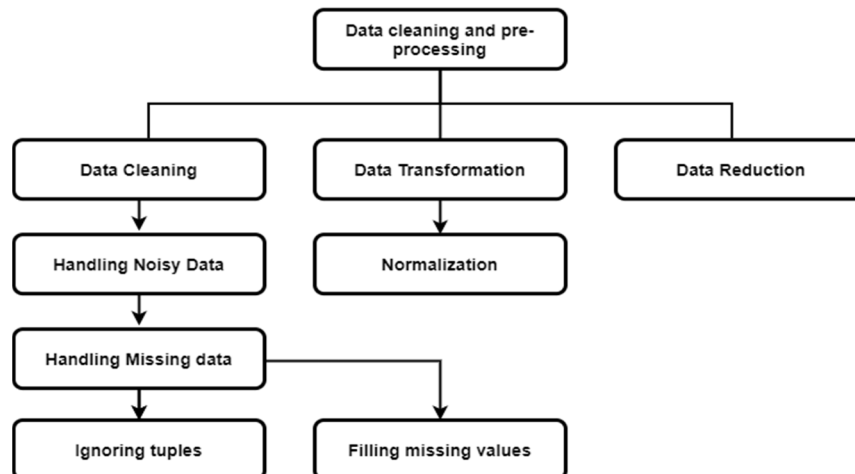 Data cleaning and pre-
processing
Data Cleaning
Data Transformation
Data Reduction
Handling Noisy Data
Normalization
Handling Missing data
Ignoring tuples
Filling missing values